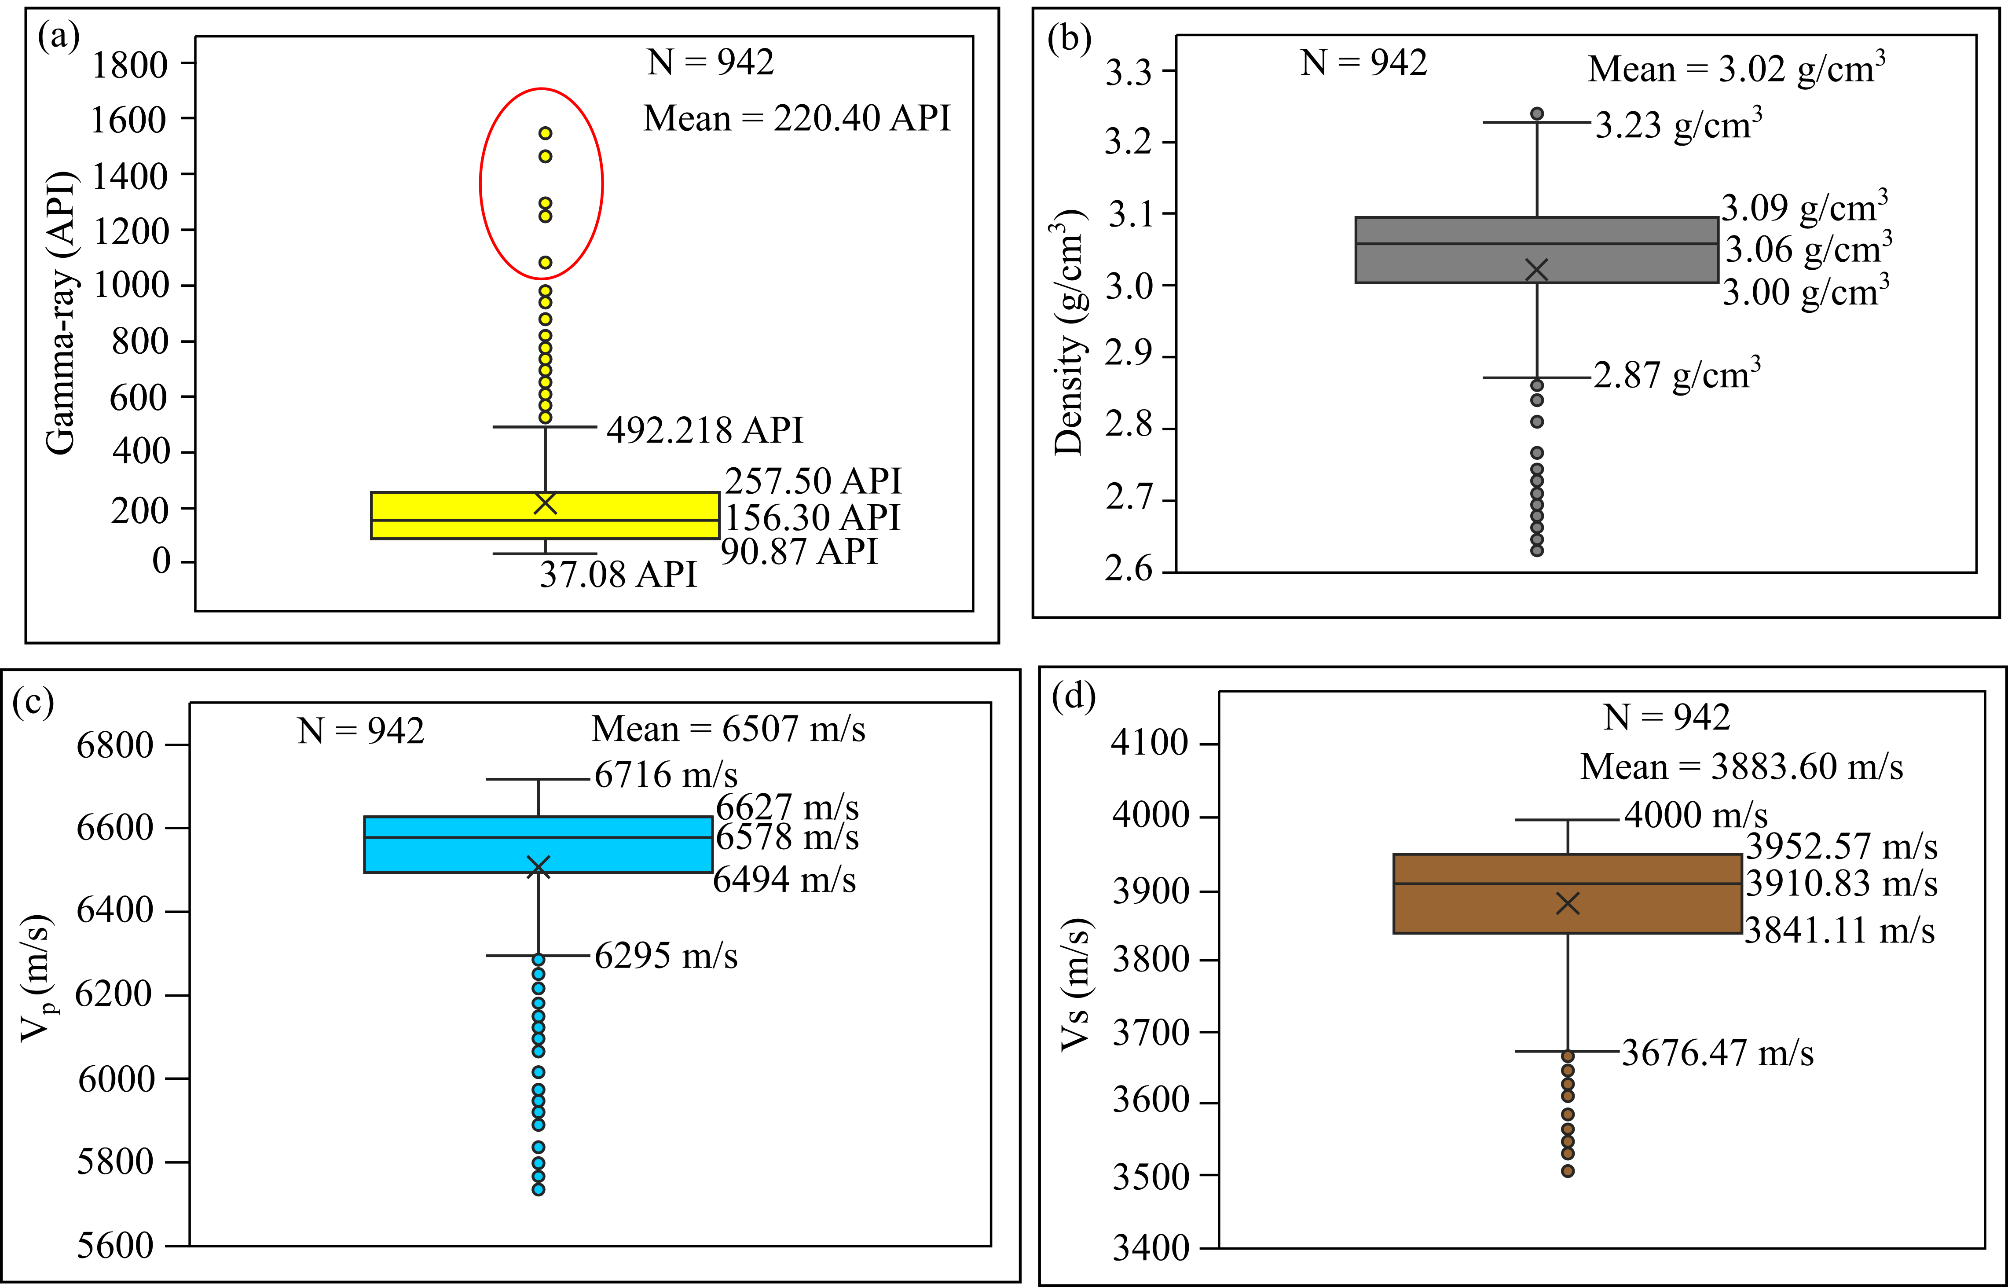 (a)
N = 942
Mean = 220.40 API
Gamma-ray (API)
1800
1600
1400
1200
1000
800
600
400
200
0
492.218 API
257.50 API
156.30 API
90.87 API
37.08 API
(b)
N = 942
Mean = 3.02 g/cm³
Density (g/cm³)
3.3
3.2
3.1
3.0
2.9
2.8
2.7
2.6
3.23 g/cm³
3.09 g/cm³
3.06 g/cm³
3.00 g/cm³
2.87 g/cm³
(c)
N = 942
Mean = 6507 m/s
Vₚ (m/s)
6800
6600
6400
6200
6000
5800
5600
6716 m/s
6627 m/s
6578 m/s
6494 m/s
6295 m/s
(d)
N = 942
Mean = 3883.60 m/s
Vs (m/s)
4100
4000
3900
3800
3700
3600
3500
3400
4000 m/s
3952.57 m/s
3910.83 m/s
3841.11 m/s
3676.47 m/s